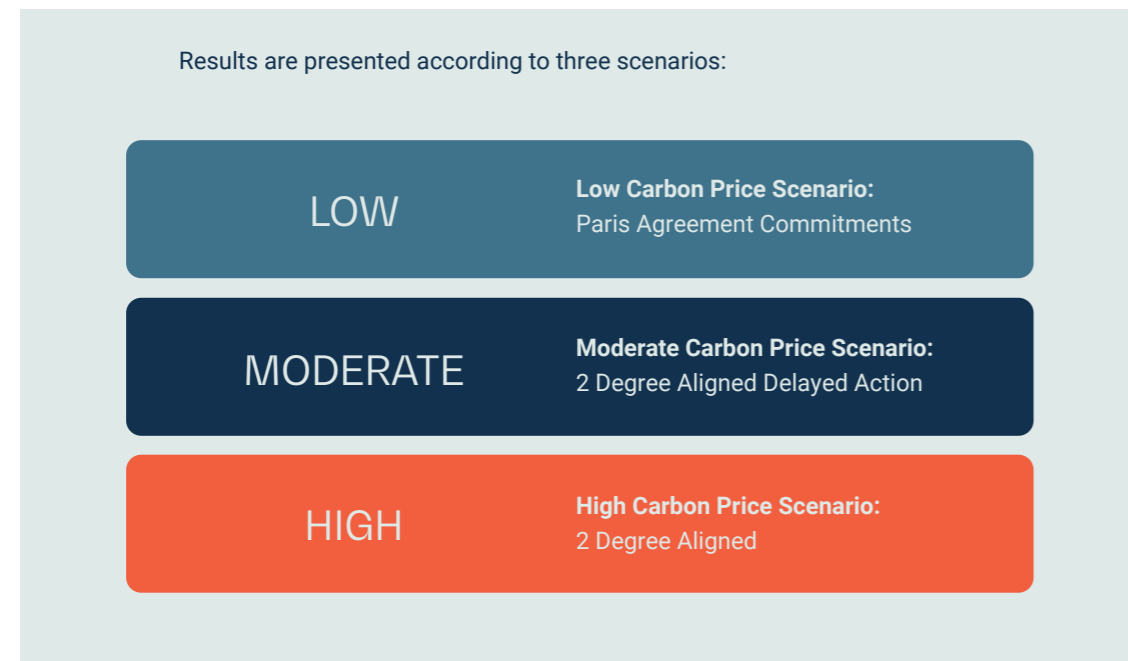 Results are presented according to three scenarios:
LOW
Low Carbon Price Scenario:
Paris Agreement Commitments
MODERATE
Moderate Carbon Price Scenario:
2 Degree Aligned Delayed Action
HIGH
High Carbon Price Scenario:
2 Degree Aligned